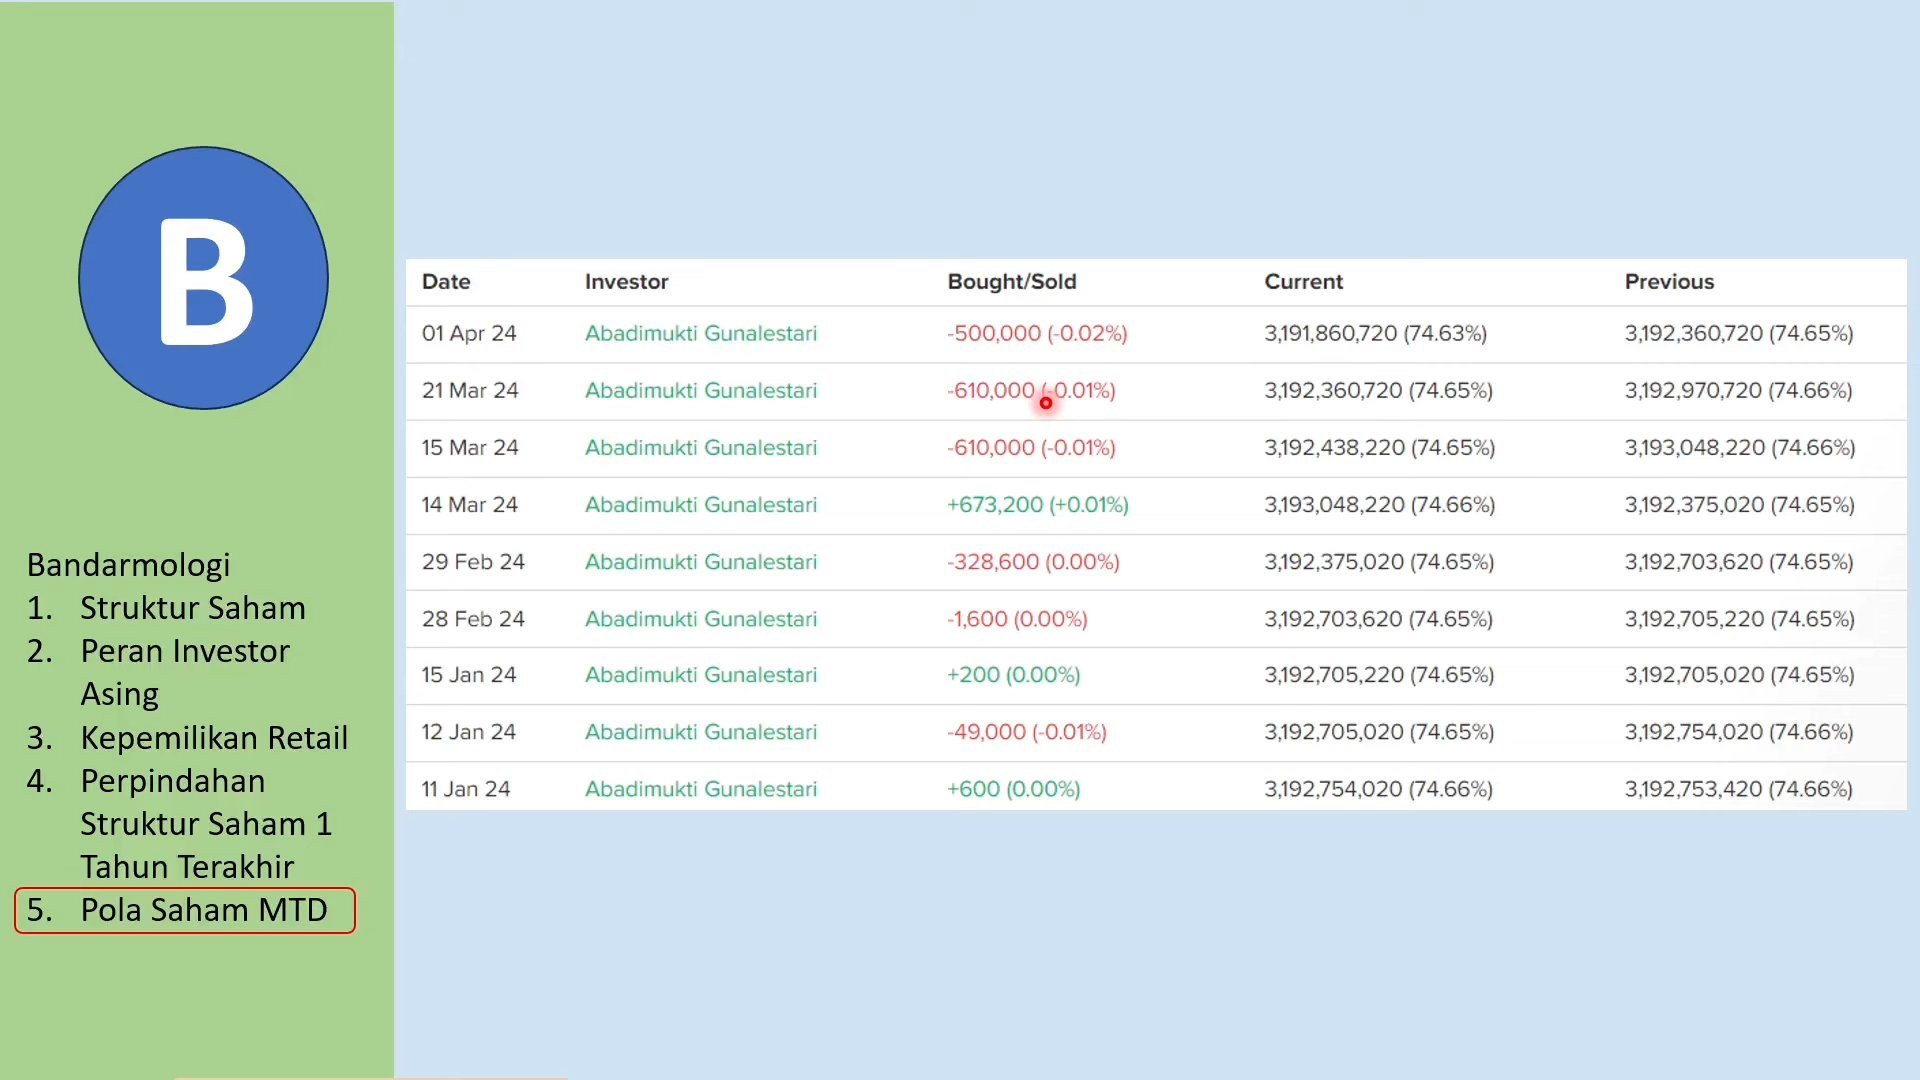 B
Bandarmologi
1. Struktur Saham
2. Peran Investor
Asing
3. Kepemilikan Retail
4. Perpindahan
Struktur Saham 1
Tahun Terakhir
5. Pola Saham MTD
Date Investor Bought/Sold Current Previous
01 Apr 24 Abadimukti Gunalestari -500,000 (-0.02%) 3,191,860,720 (74.63%) 3,192,360,720 (74.65%)
21 Mar 24 Abadimukti Gunalestari -610,000 (-0.01%) 3,192,360,720 (74.65%) 3,192,970,720 (74.66%)
15 Mar 24 Abadimukti Gunalestari -610,000 (-0.01%) 3,192,438,220 (74.65%) 3,193,048,220 (74.66%)
14 Mar 24 Abadimukti Gunalestari +673,200 (+0.01%) 3,193,048,220 (74.66%) 3,192,375,020 (74.65%)
29 Feb 24 Abadimukti Gunalestari -328,600 (0.00%) 3,192,375,020 (74.65%) 3,192,703,620 (74.65%)
28 Feb 24 Abadimukti Gunalestari -1,600 (0.00%) 3,192,703,620 (74.65%) 3,192,705,220 (74.65%)
15 Jan 24 Abadimukti Gunalestari +200 (0.00%) 3,192,705,220 (74.65%) 3,192,705,020 (74.65%)
12 Jan 24 Abadimukti Gunalestari -49,000 (-0.01%) 3,192,705,020 (74.65%) 3,192,754,020 (74.66%)
11 Jan 24 Abadimukti Gunalestari +600 (0.00%) 3,192,754,020 (74.66%) 3,192,753,420 (74.66%)